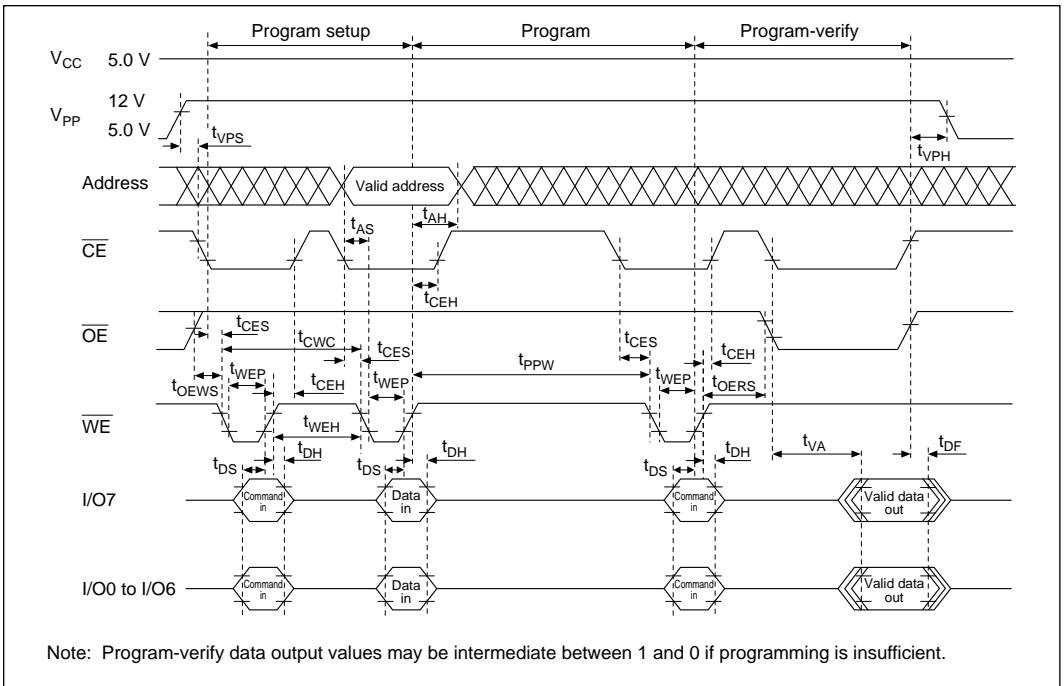 Program setup Program Program-verify
VCC 5.0 V
12 V
VPP
5.0 V
tVPS
tVPH
Address
Valid address
tAH
tAS
CE
tCEH
OE
tCES
tCWC
tCES
tCES
tCEH
tPPW
tOEWS
tWEP
tCEH
tWEP
tWEP
tOERS
WE
tWEH
tDS
tDH
tDS
tDH
tDS
tDH
tVA
tDF
I/O7
Command
in
Data
in
Command
in
Valid data
out
I/O0 to I/O6
Command
in
Data
in
Command
in
Valid data
out
Note: Program-verify data output values may be intermediate between 1 and 0 if programming is insufficient.